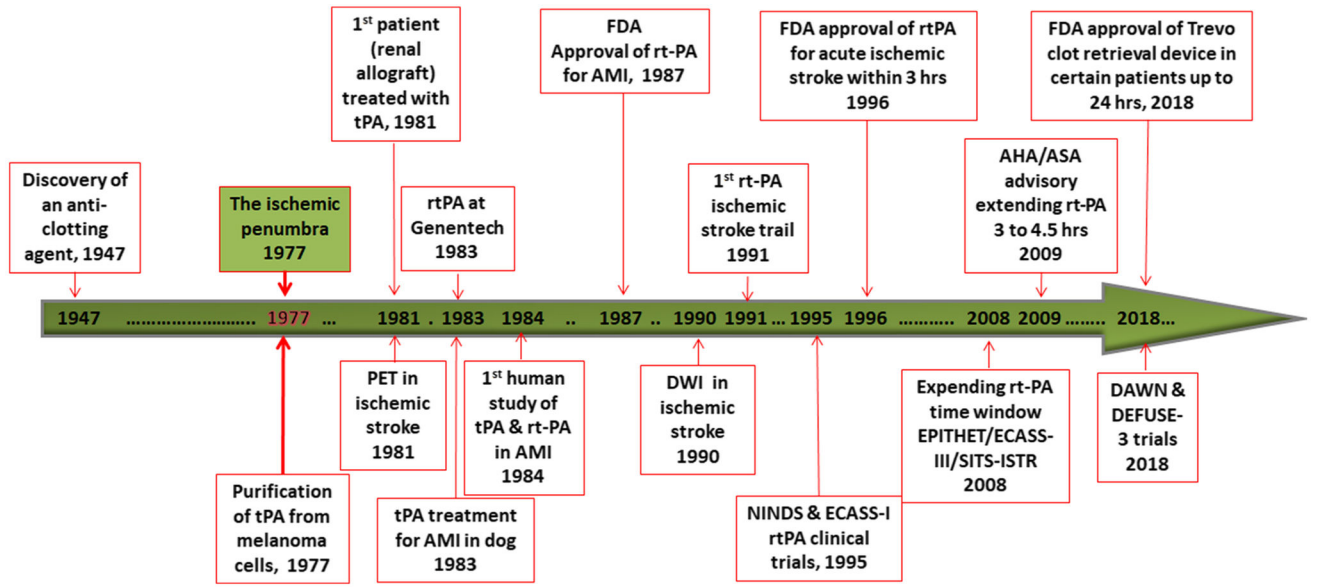 1st patient
(renal
allograft)
treated with
tPA, 1981
FDA
Approval of rt-PA
for AMI, 1987
FDA approval of rtPA
for acute ischemic
stroke within 3 hrs
1996
FDA approval of Trevo
clot retrieval device in
certain patients up to
24 hrs, 2018
Discovery of
an anti-
clotting
agent, 1947
The ischemic
penumbra
1977
rtPA at
Genentech
1983
1st rt-PA
ischemic
stroke trail
1991
AHA/ASA
advisory
extending rt-PA
3 to 4.5 hrs
2009
1947 ........................... 1977 ... 1981 . 1983 1984 .. 1987 .. 1990 1991 ... 1995 1996 ........... 2008 2009 ........ 2018...
PET in
ischemic
stroke
1981
1st human
study of
tPA & rt-PA
in AMI
1984
DWI in
ischemic
stroke
1990
Expending rt-PA
time window
EPITHET/ECASS-
III/SITS-ISTR
2008
DAWN &
DEFUSE-
3 trials
2018
Purification
of tPA from
melanoma
cells, 1977
tPA treatment
for AMI in dog
1983
NINDS & ECASS-I
rtPA clinical
trials, 1995